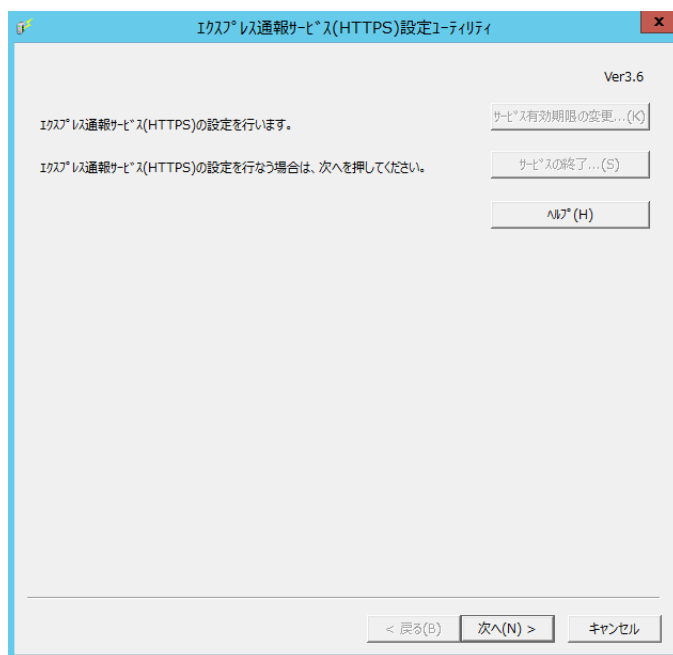 ｴｸｽﾌﾟﾚｽ通報ｻｰﾋﾞｽ(HTTPS)設定ﾕｰﾃｨﾘﾃｨ
x
Ver3.6
ｻｰﾋﾞｽ有効期限の変更...(K)
ｴｸｽﾌﾟﾚｽ通報ｻｰﾋﾞｽ(HTTPS)の設定を行います。
ｴｸｽﾌﾟﾚｽ通報ｻｰﾋﾞｽ(HTTPS)の設定を行なう場合は、次へを押してください。
ｻｰﾋﾞｽの終了...(S)
ﾍﾙﾌﾟ(H)
< 戻る(B)
次へ(N) >
キャンセル